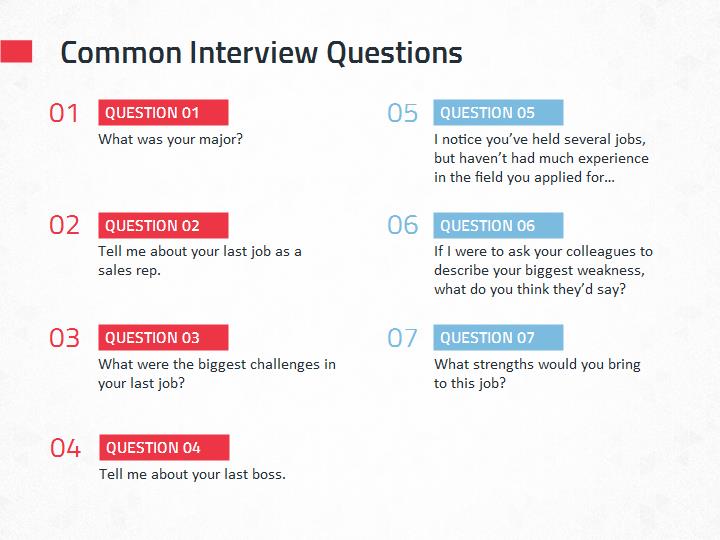 Common Interview Questions
01 QUESTION 01
What was your major?
02 QUESTION 02
Tell me about your last job as a
sales rep.
03 QUESTION 03
What were the biggest challenges in
your last job?
04 QUESTION 04
Tell me about your last boss.
05 QUESTION 05
I notice you’ve held several jobs,
but haven’t had much experience
in the field you applied for…
06 QUESTION 06
If I were to ask your colleagues to
describe your biggest weakness,
what do you think they’d say?
07 QUESTION 07
What strengths would you bring
to this job?